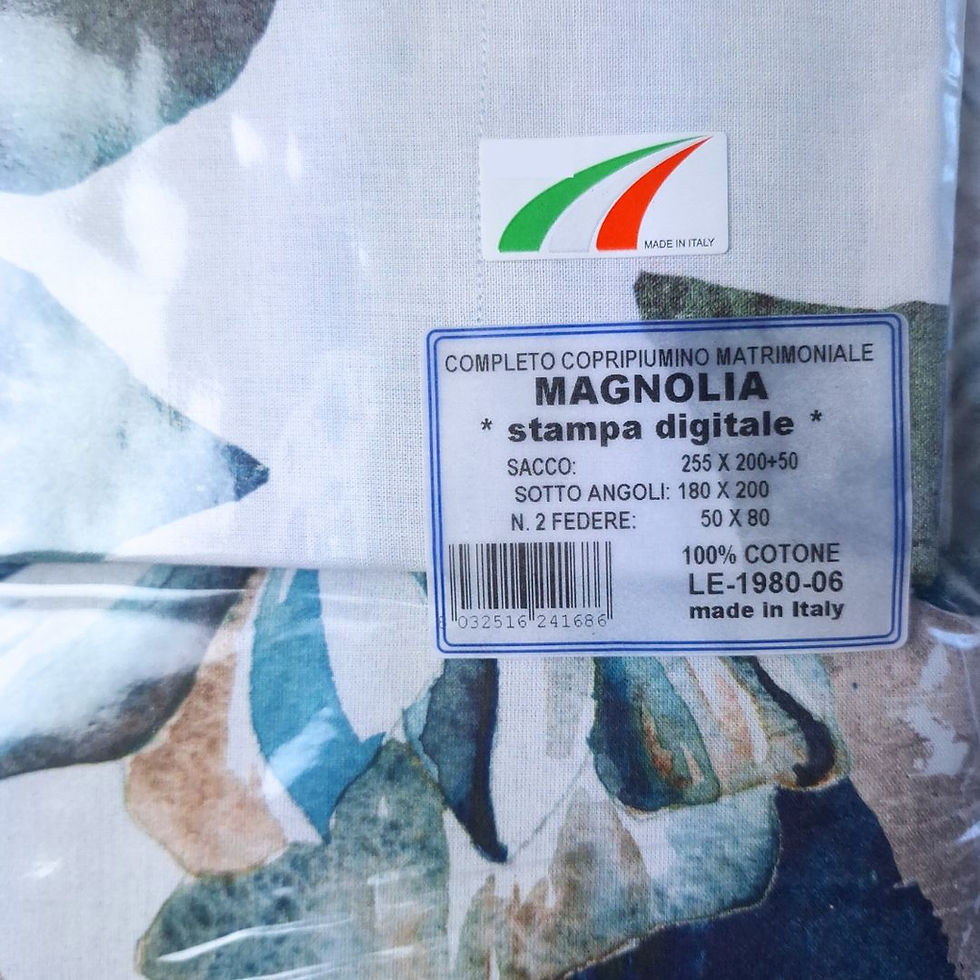 MADE IN ITALY
COMPLETO COPRIPIUMINO MATRIMONIALE
MAGNOLIA
* stampa digitale *
SACCO: 255 X 200+50
SOTTO ANGOLI: 180 X 200
N. 2 FEDERE: 50 X 80
100% COTONE
LE-1980-06
made in Italy
032516 241686